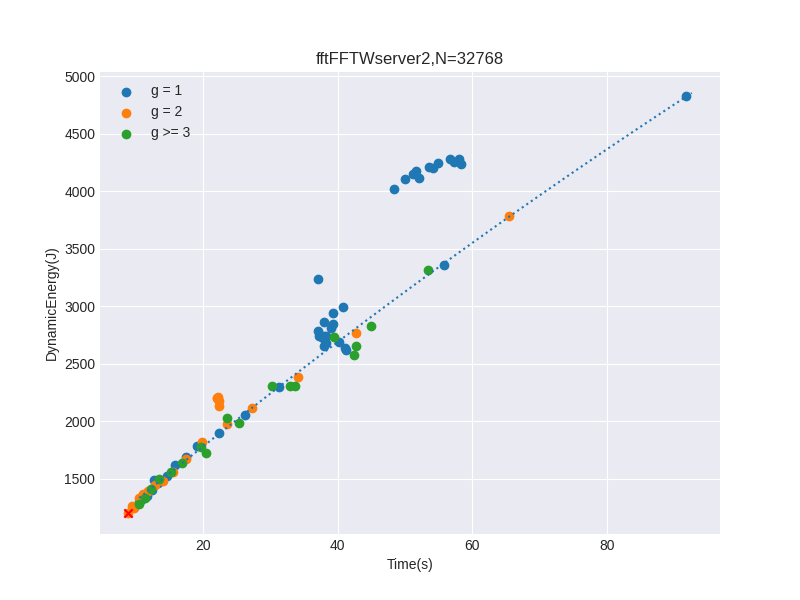 fftFFTWserver2,N=32768
5000
4500
4000
3500
3000
2500
2000
1500
DynamicEnergy(J)
g = 1
g = 2
g >= 3
20
40
60
80
Time(s)